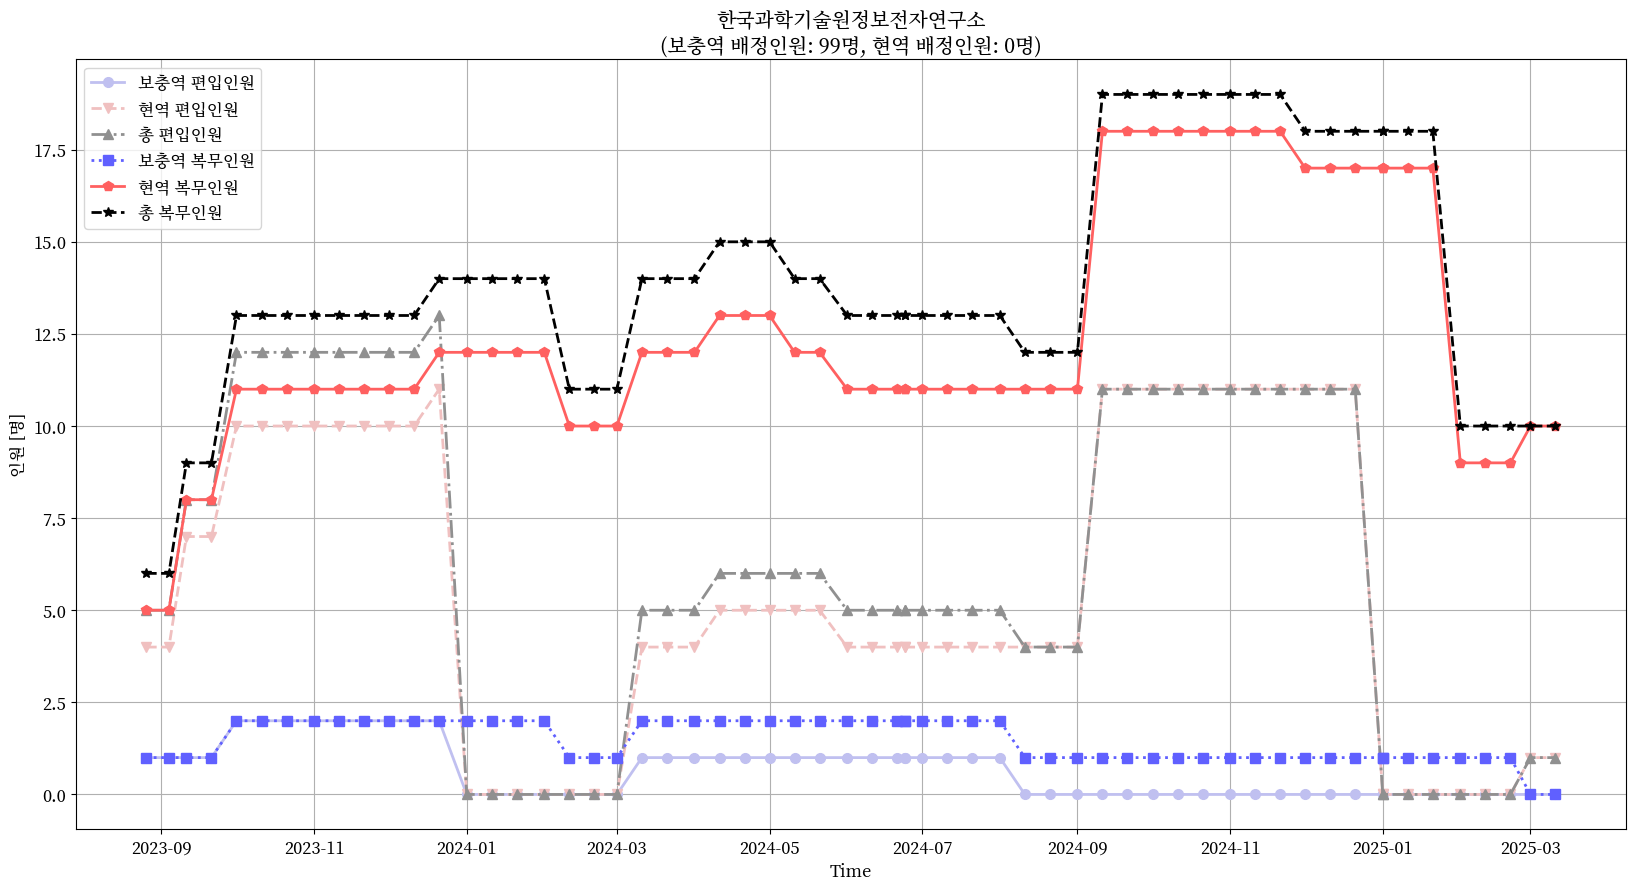 한국과학기술원정보전자연구소
(보충역 배정인원: 99명, 현역 배정인원: 0명)
보충역 편입인원
현역 편입인원
총 편입인원
보충역 복무인원
현역 복무인원
총 복무인원
인원 [명]
17.5
15.0
12.5
10.0
7.5
5.0
2.5
0.0
2023-09 2023-11 2024-01 2024-03 2024-05 2024-07 2024-09 2024-11 2025-01 2025-03
Time